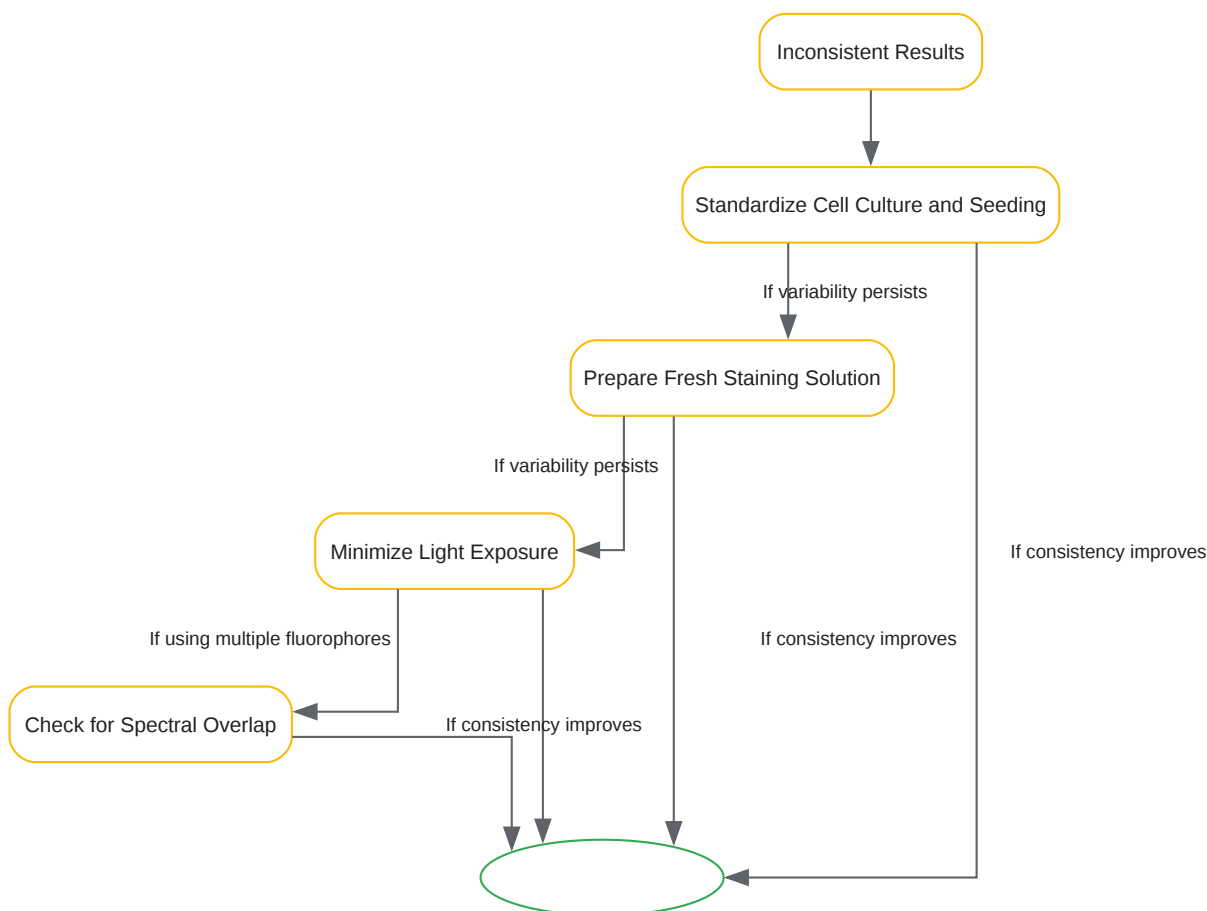 Inconsistent Results
Standardize Cell Culture and Seeding
If variability persists
Prepare Fresh Staining Solution
If variability persists
Minimize Light Exposure
If consistency improves
If using multiple fluorophores
If consistency improves
Check for Spectral Overlap
If consistency improves